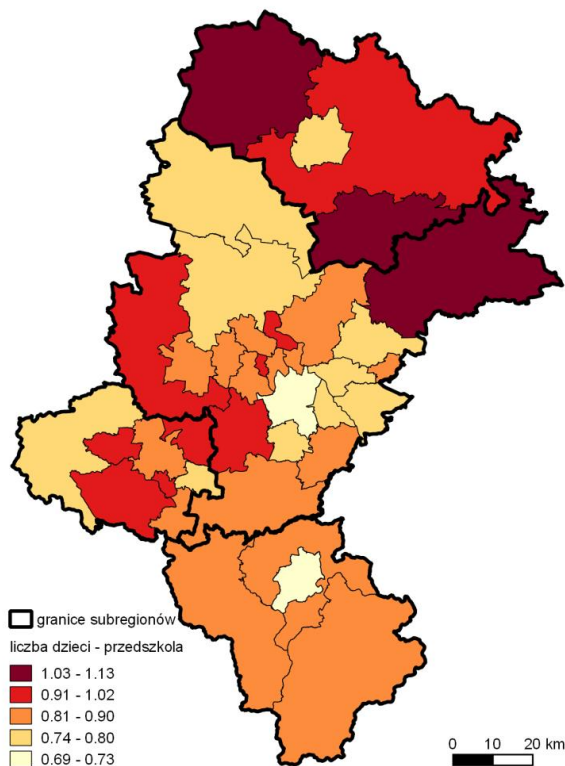 granice subregionów
liczba dzieci - przedszkola
1.03 - 1.13
0.91 - 1.02
0.81 - 0.90
0.74 - 0.80
0.69 - 0.73
0 10 20 km